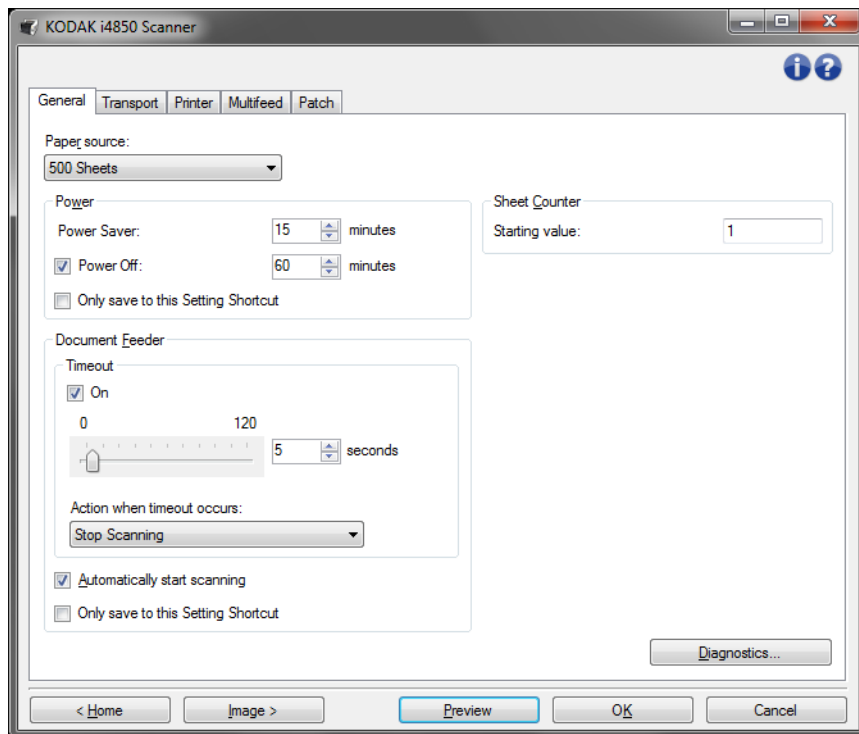 KODAK i4850 Scanner
General Transport Printer Multifeed Patch
Paper source:
500 Sheets
Power
Power Saver: 15 minutes
Power Off: 60 minutes
Only save to this Setting Shortcut
Sheet Counter
Starting value: 1
Document Feeder
Timeout
On
0 120
5 seconds
Action when timeout occurs:
Stop Scanning
Automatically start scanning
Only save to this Setting Shortcut
Diagnostics...
< Home Image > Preview OK Cancel